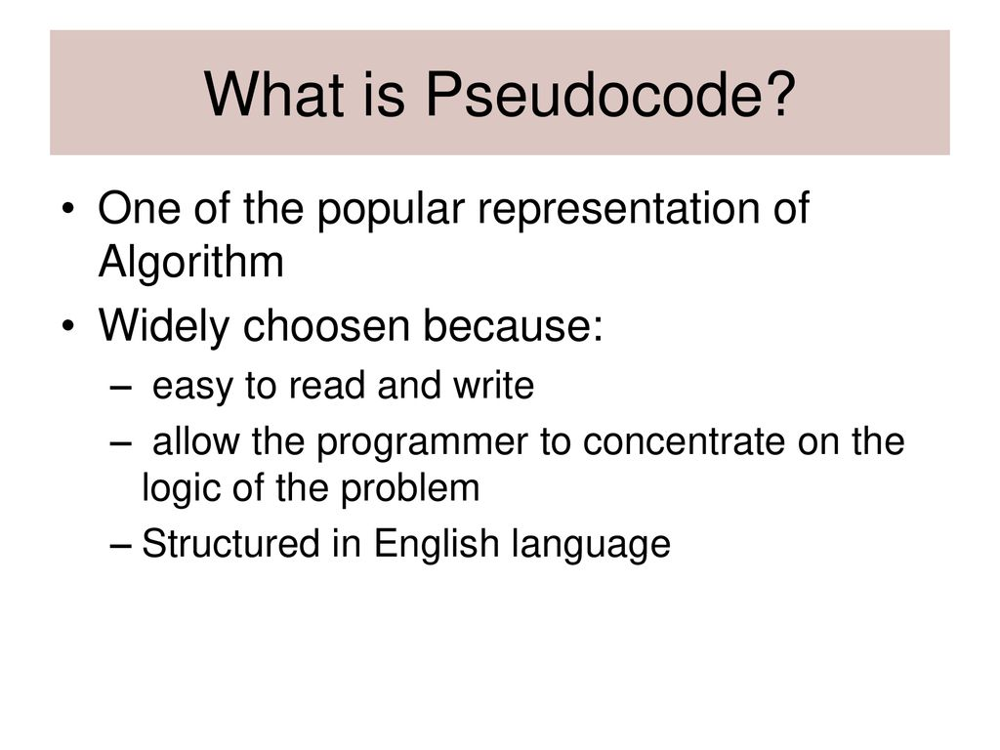 What is Pseudocode?
• One of the popular representation of
Algorithm
• Widely choosen because:
– easy to read and write
– allow the programmer to concentrate on the
logic of the problem
– Structured in English language